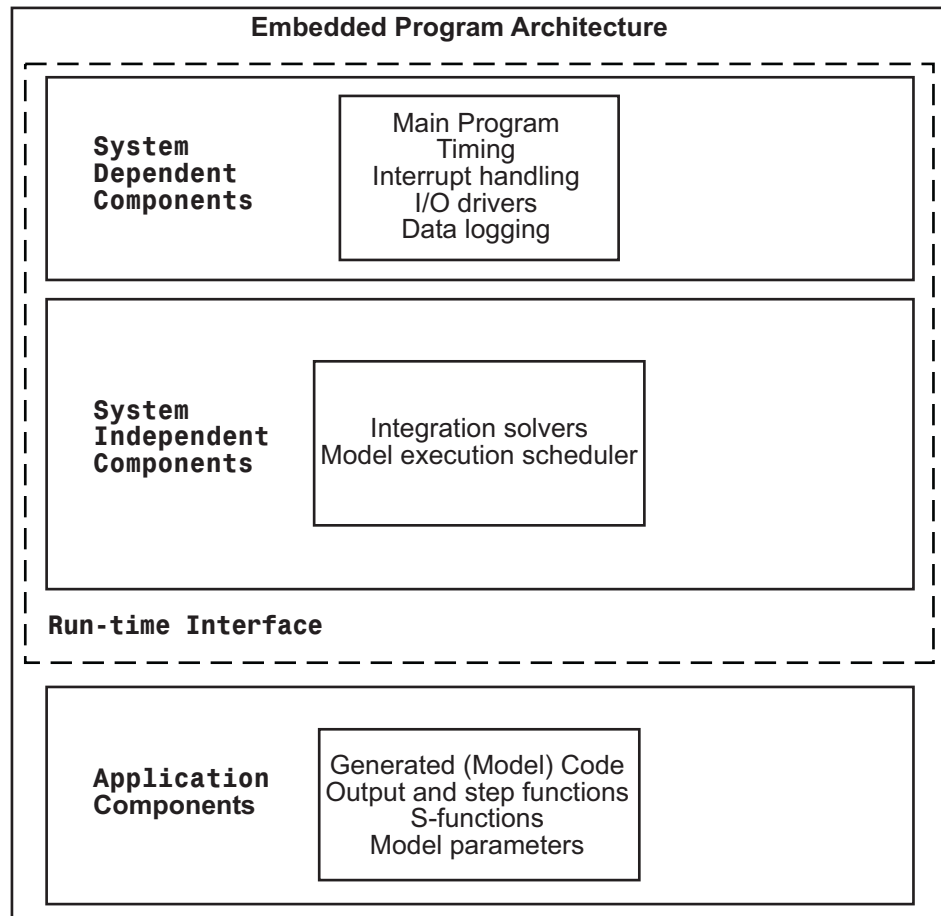 Embedded Program Architecture
System
Dependent
Components
Main Program
Timing
Interrupt handling
I/O drivers
Data logging
System
Independent
Components
Integration solvers
Model execution scheduler
Run-time Interface
Application
Components
Generated (Model) Code
Output and step functions
S-functions
Model parameters